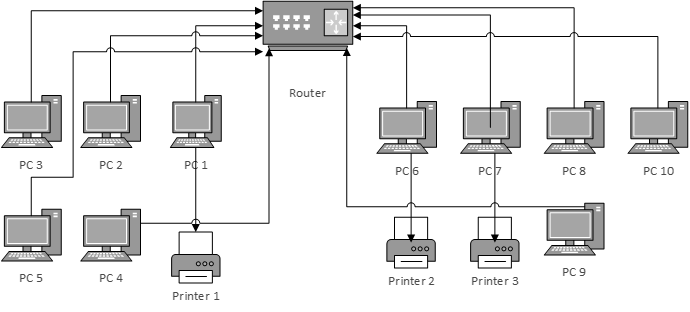 Router
PC 3
PC 2
PC 1
PC 6
PC 7
PC 8
PC 10
PC 5
PC 4
Printer 1
Printer 2
Printer 3
PC 9